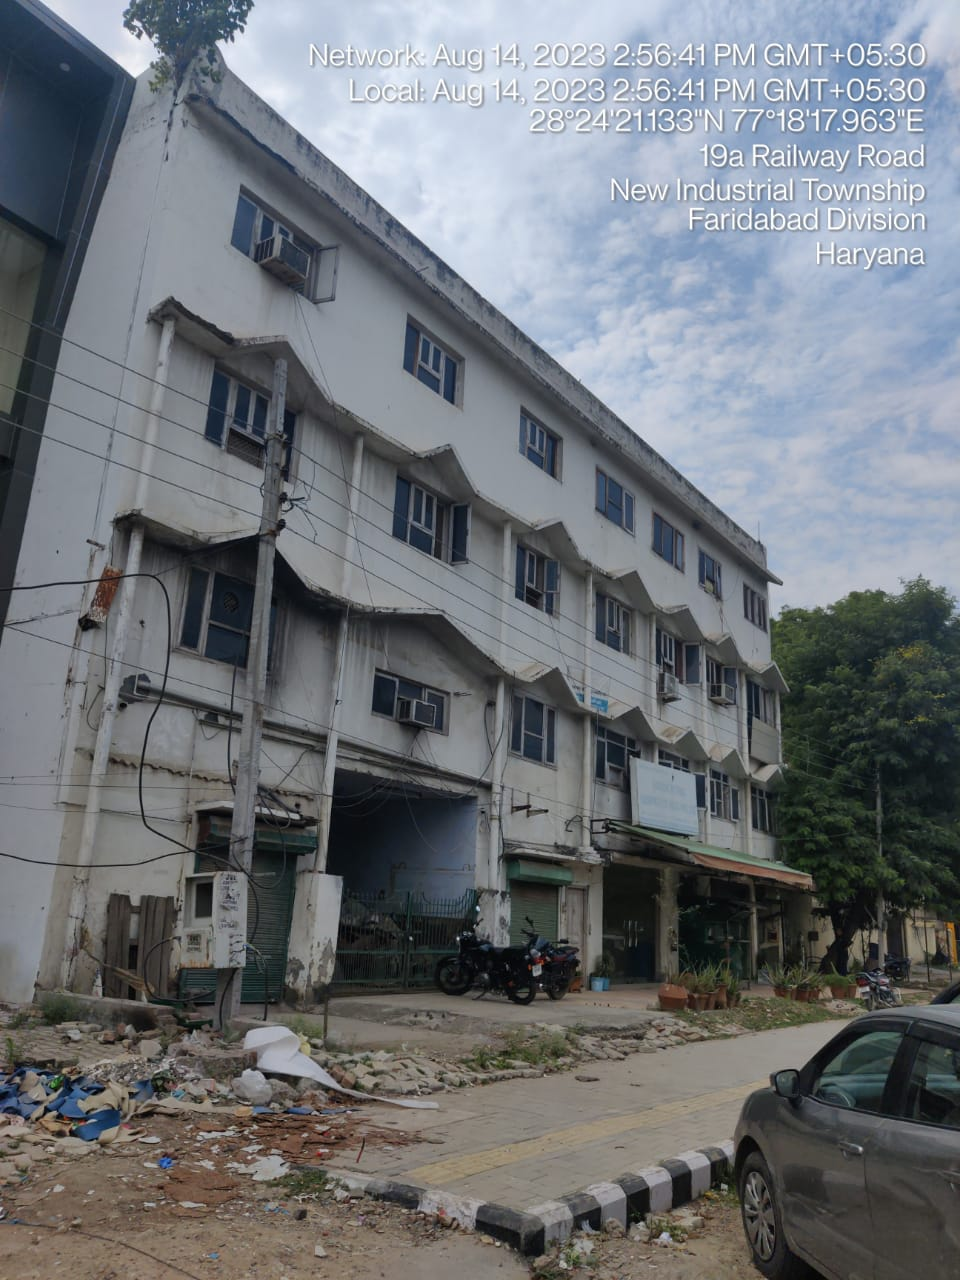 Network: Aug 14, 2023 2:56:41 PM GMT+05:30
Local: Aug 14, 2023 2:56:41 PM GMT+05:30
28°24'21.133"N 77°18'17.963"E
19a Railway Road
New Industrial Township
Faridabad Division
Haryana